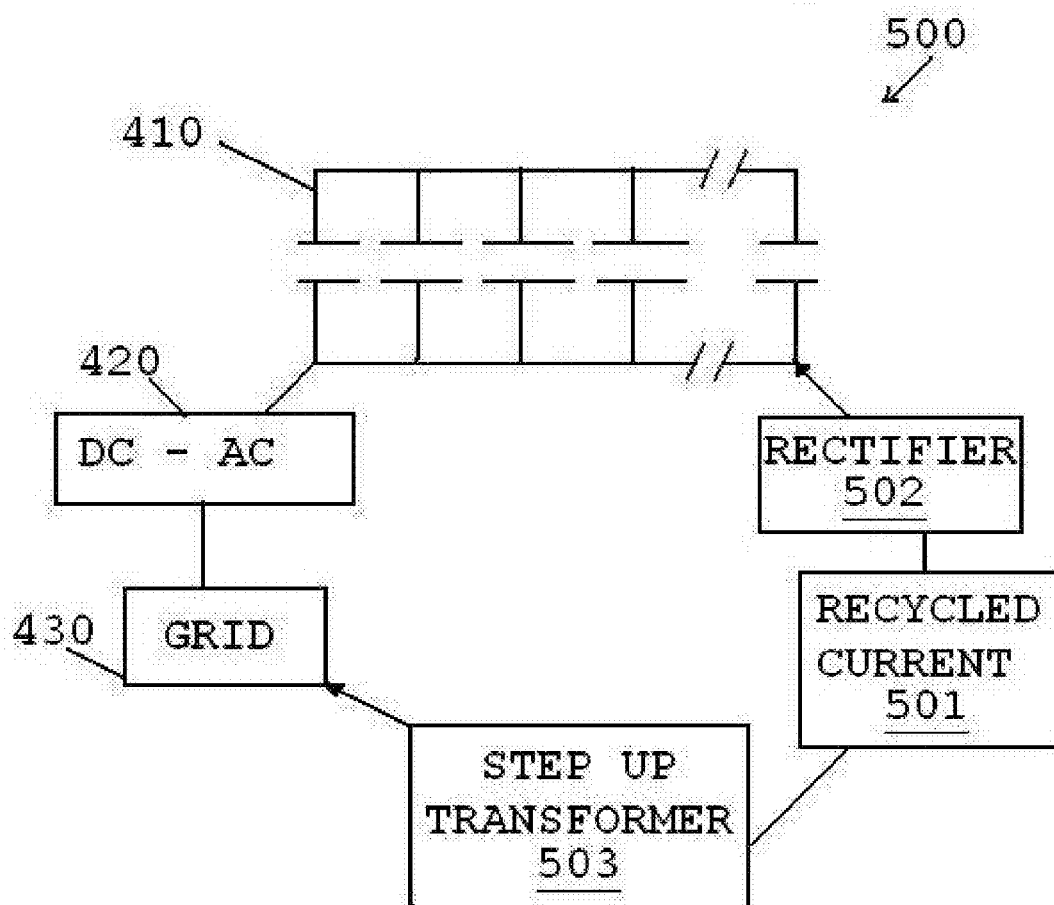 500
410
420
DC - AC
RECTIFIER
502
430
GRID
RECYCLED
CURRENT
501
STEP UP
TRANSFORMER
503